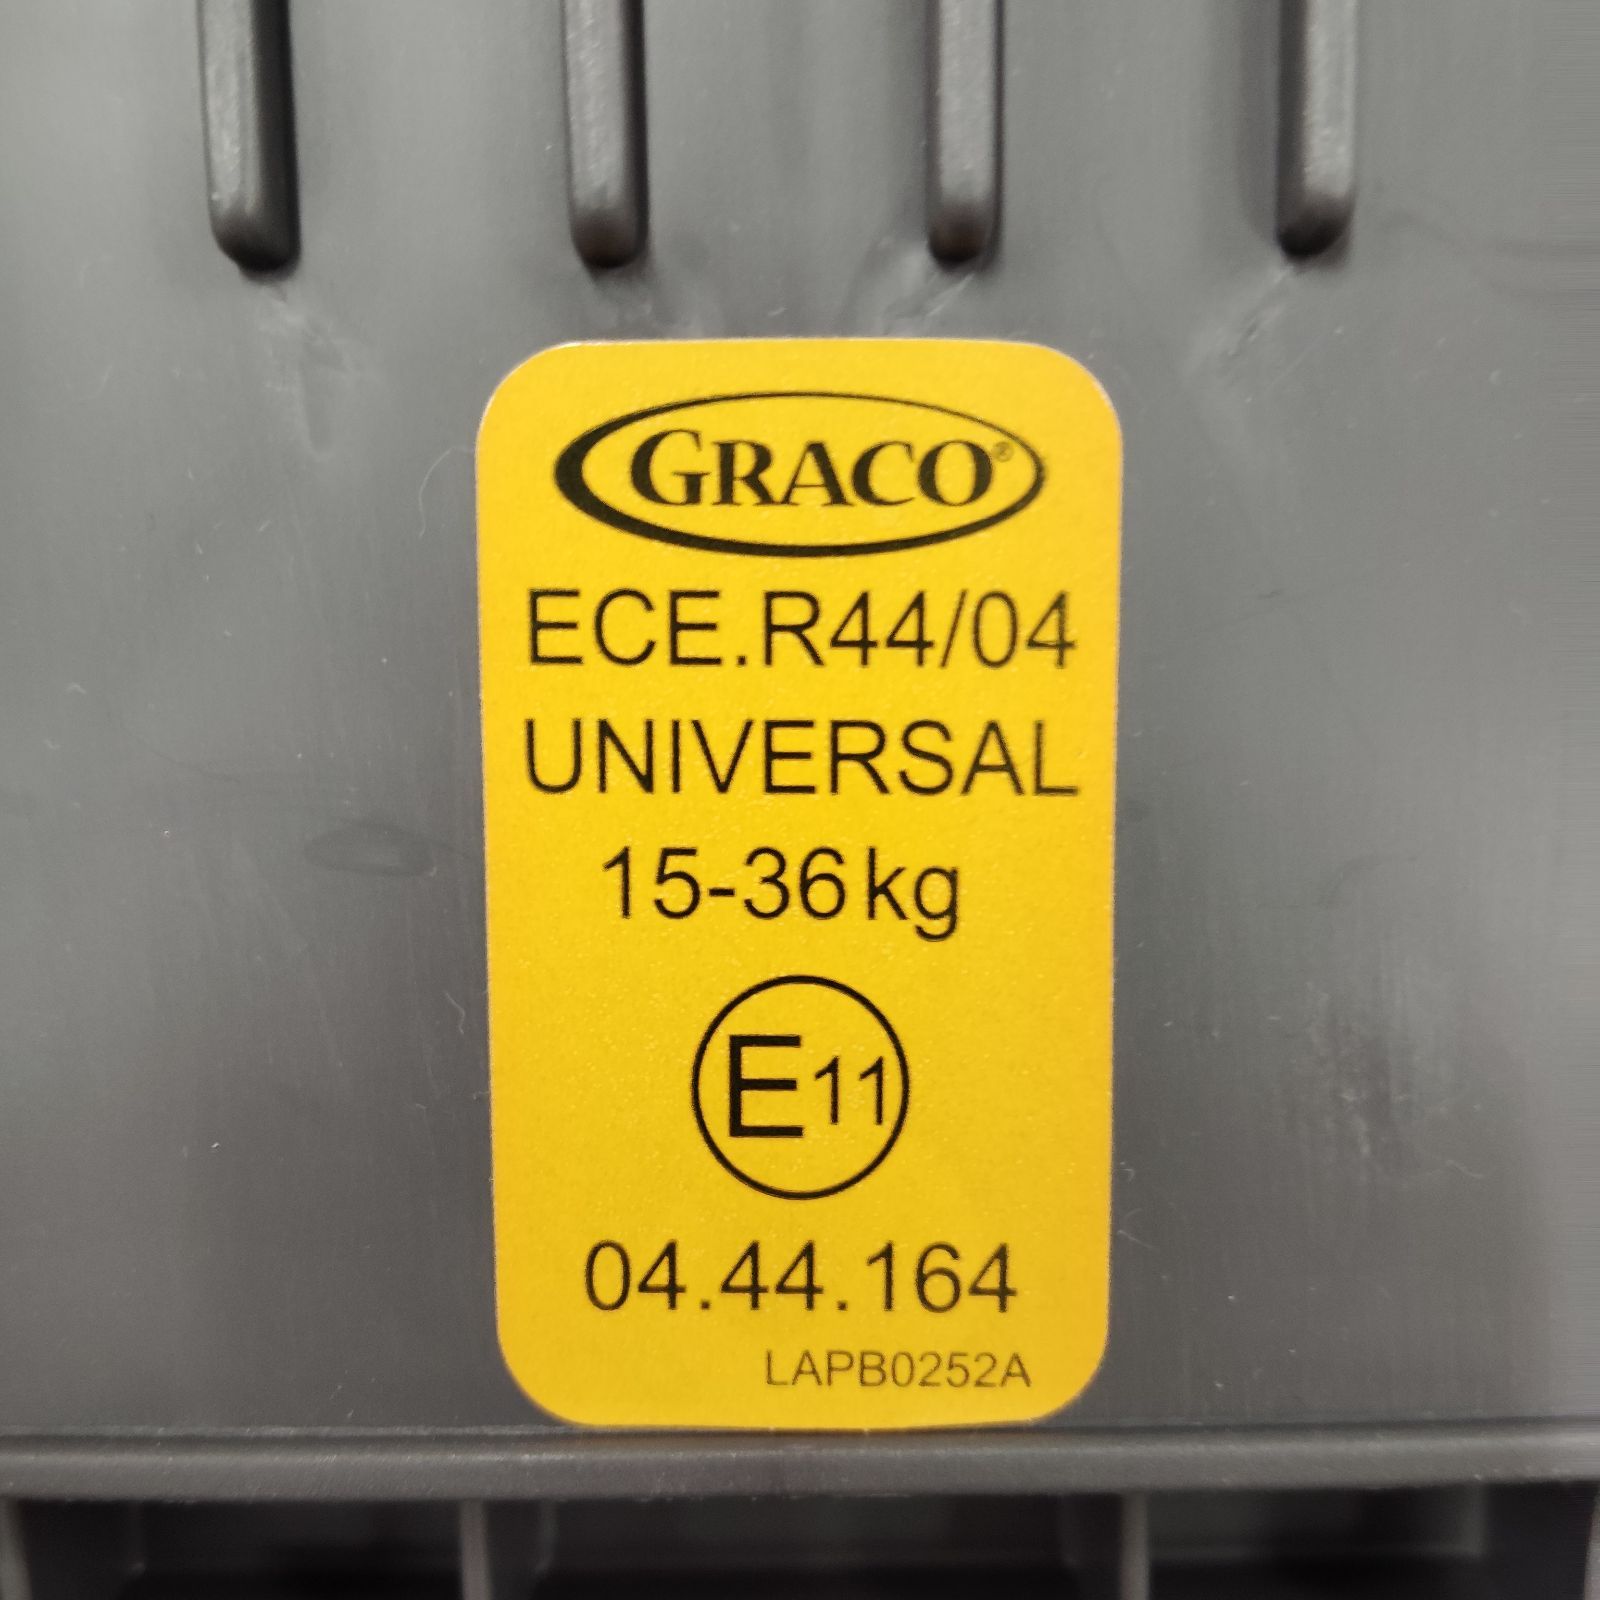 GRACO®
ECE.R44/04
UNIVERSAL
15-36kg
E11
04.44.164
LAPB0252A